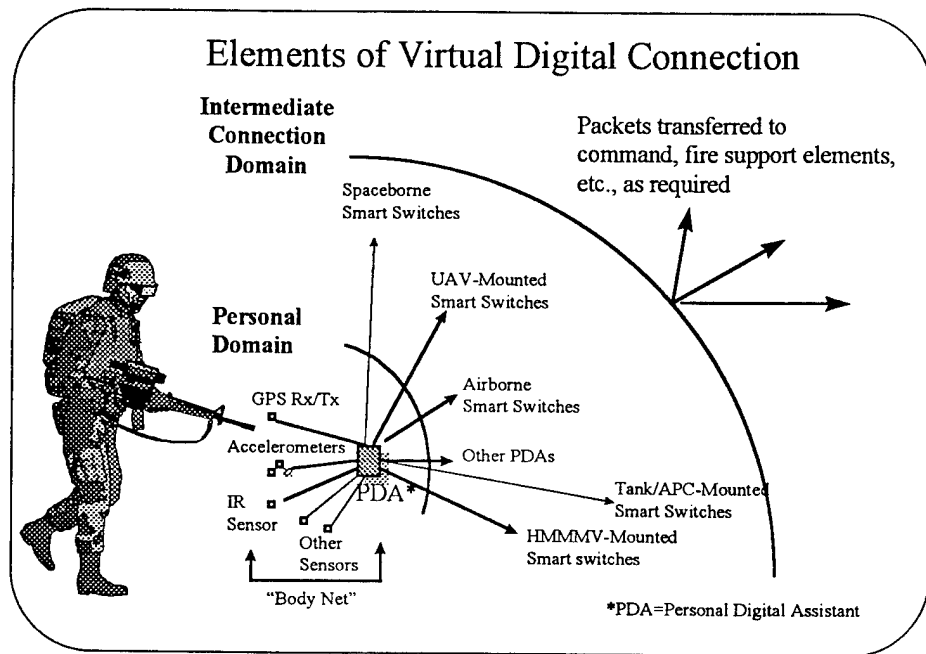 Elements of Virtual Digital Connection
Intermediate
Connection
Domain
Packets transferred to
command, fire support elements,
etc., as required
Spaceborne
Smart Switches
UAV-Mounted
Smart Switches
Personal
Domain
Airborne
Smart Switches
GPS Rx/Tx
Accelerometers
Other PDAs
PDA*
IR
Sensor
Tank/APC-Mounted
Smart Switches
Other
Sensors
HMMMV-Mounted
Smart switches
“Body Net”
*PDA=Personal Digital Assistant